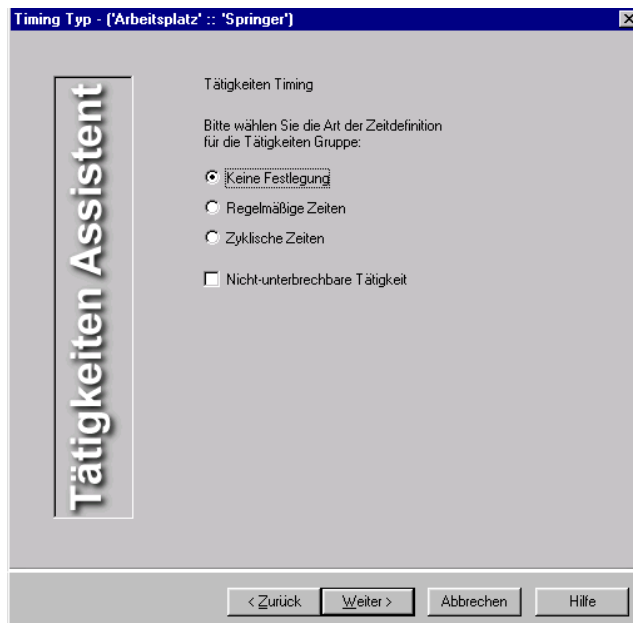 Timing Typ - ('Arbeitsplatz' :: 'Springer')
Tätigkeiten Assistent
Tätigkeiten Timing
Bitte wählen Sie die Art der Zeitdefinition
für die Tätigkeiten Gruppe:
Keine Festlegung
Regelmäßige Zeiten
Zyklische Zeiten
Nicht-unterbrechbare Tätigkeit
< Zurück
Weiter >
Abbrechen
Hilfe